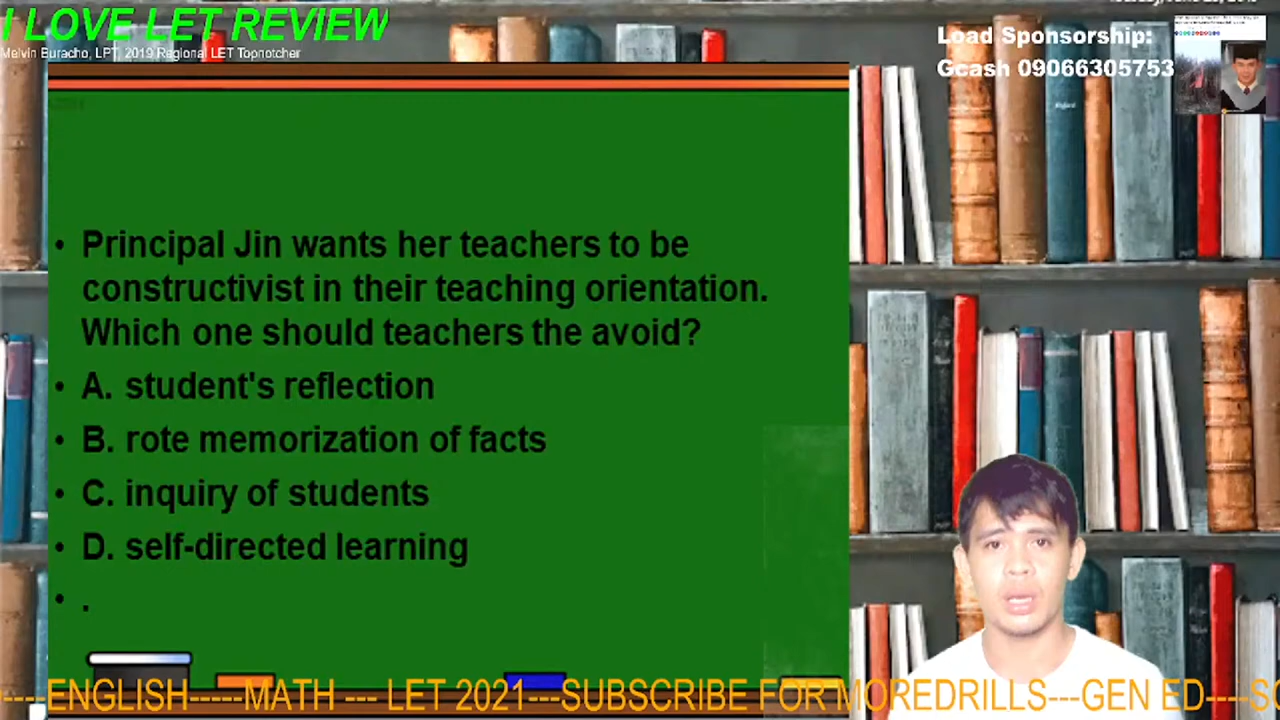 I LOVE LET REVIEW
Melvin Buracho, LPT, 2019 Regional LET Topnotcher
Load Sponsorship:
Gcash 09066305753
• Principal Jin wants her teachers to be
constructivist in their teaching orientation.
Which one should teachers the avoid?
• A. student's reflection
• B. rote memorization of facts
• C. inquiry of students
• D. self-directed learning
• .
----ENGLISH-----MATH --- LET 2021---SUBSCRIBE FOR MOREDRILLS---GEN ED----SC